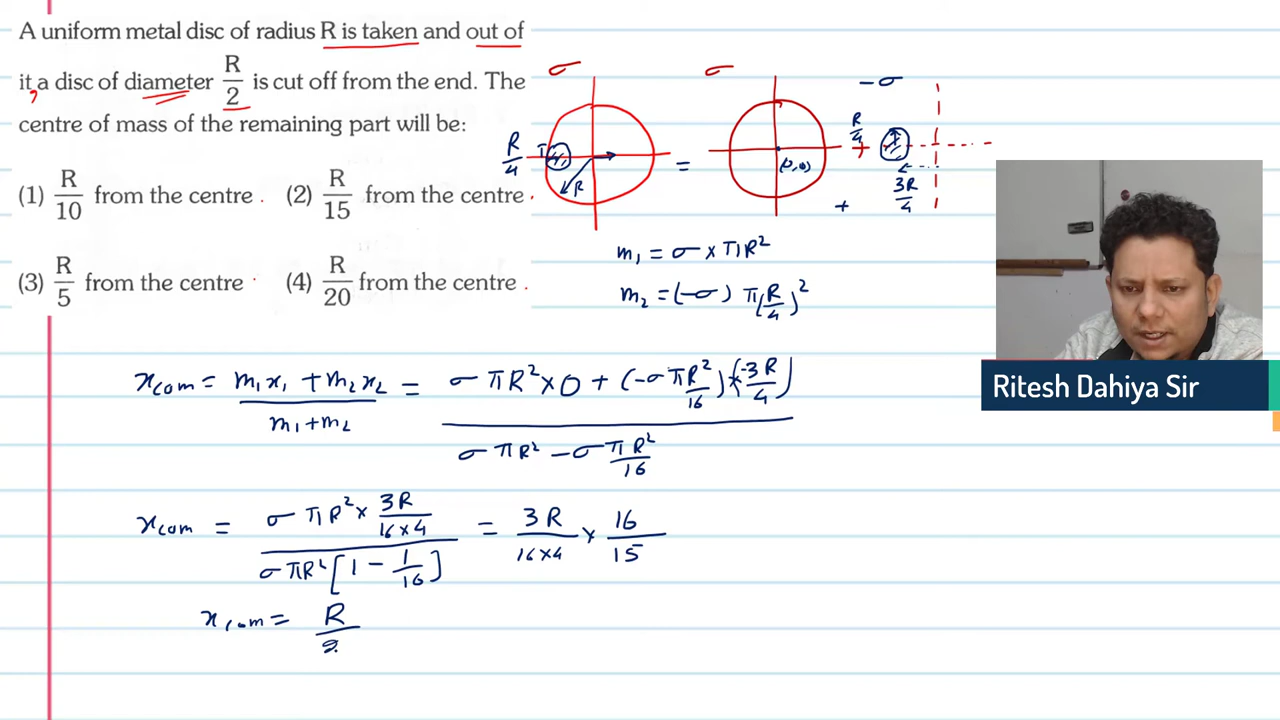 A uniform metal disc of radius R is taken and out of
it, a disc of diameter R/2 is cut off from the end. The
centre of mass of the remaining part will be:
(1) R/10 from the centre. (2) R/15 from the centre.
(3) R/5 from the centre. (4) R/20 from the centre.
σ
R/4
R
=
σ
(0,0)
+
+
-σ
R/4
3R/4
m₁ = σ × πR²
m₂ = (-σ) π(R/4)²
Ritesh Dahiya Sir
xcom = (m₁x₁ + m₂x₂)/(m₁+m₂) = (σπR² × 0 + (-σπR²/16) × (-3R/4))/(σπR² - σπR²/16)
xcom = (σπR² × 3R/(16×4))/(σπR²[1 - 1/16]) = 3R/(16×4) × 16/15
xcom = R/